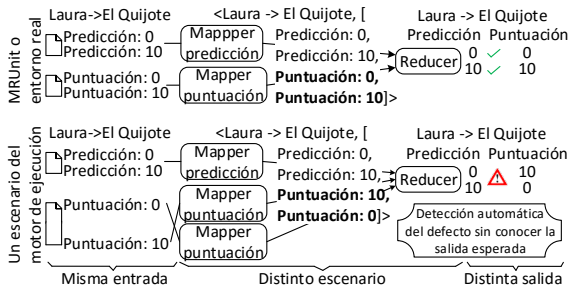 MRUnit o
entorno real
Laura->El Quijote
<Laura -> El Quijote, [
Laura -> El Quijote
Predicción: 0
Predicción: 10
Mappper
predicción
Predicción: 0,
Predicción: 10,
Reducer
Predicción Puntuación
0 0
10 10
Puntuación: 0
Puntuación: 10
Mapper
puntuación
Puntuación: 0,
Puntuación: 10]>
Un escenario del
motor de ejecución
Laura->El Quijote
<Laura -> El Quijote, [
Laura -> El Quijote
Predicción: 0
Predicción: 10
Mapper
predicción
Predicción: 0,
Predicción: 10,
Reducer
Predicción Puntuación
0 10
10 0
Puntuación: 0
Puntuación: 10
Mapper
puntuación
Mapper
puntuación
Puntuación: 10,
Puntuación: 0]>
Detección automática
del defecto sin conocer la
salida esperada
Misma entrada
Distinto escenario
Distinta salida